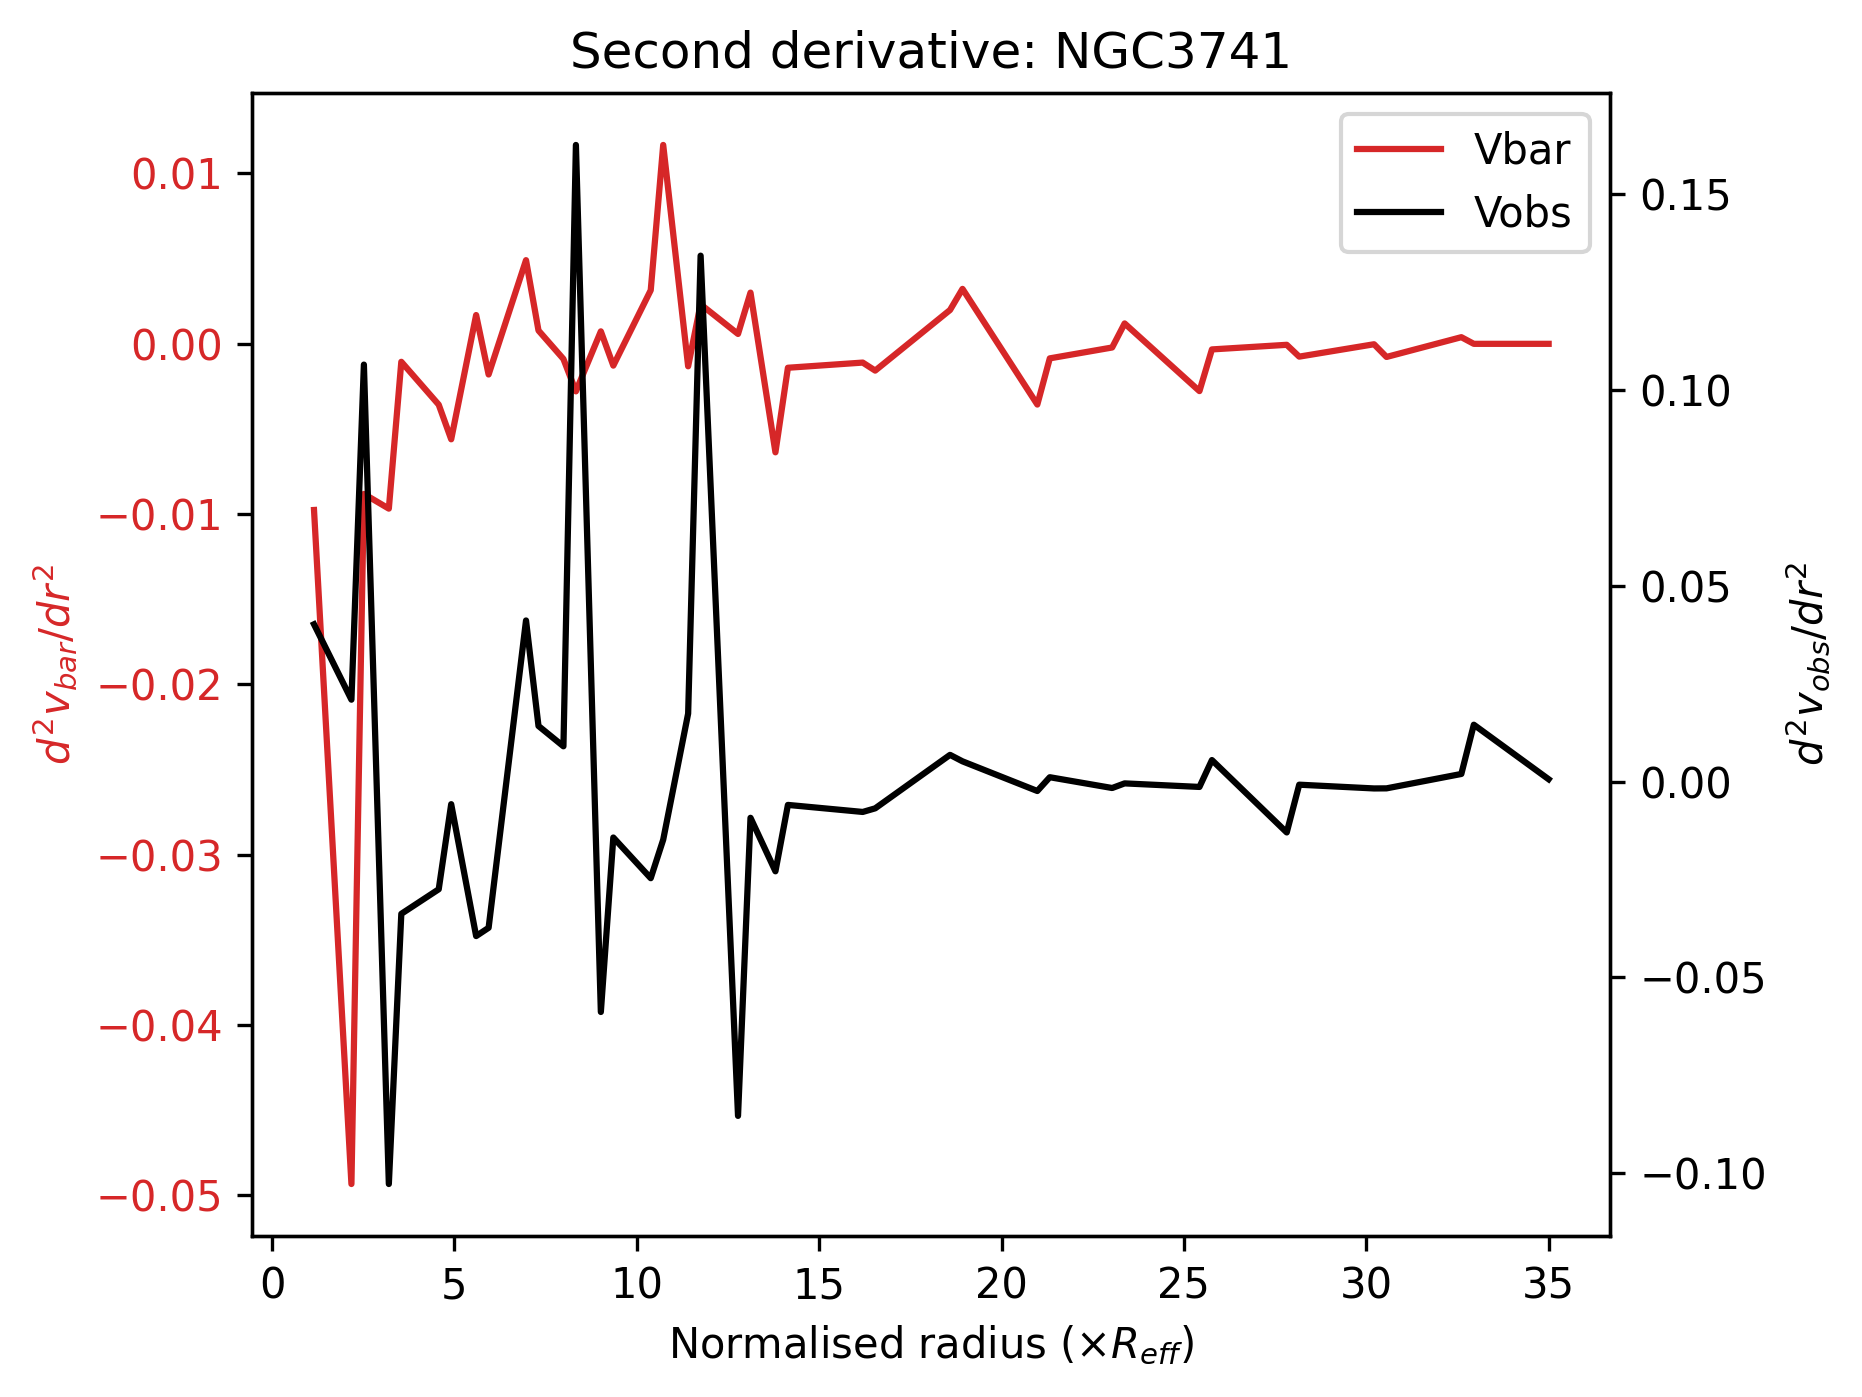 Second derivative: NGC3741
Vbar
Vobs
0.01
0.00
−0.01
−0.02
−0.03
−0.04
−0.05
d²v_bar/dr²
0.15
0.10
0.05
0.00
−0.05
−0.10
d²v_obs/dr²
0 5 10 15 20 25 30 35
Normalised radius (×R_eff)